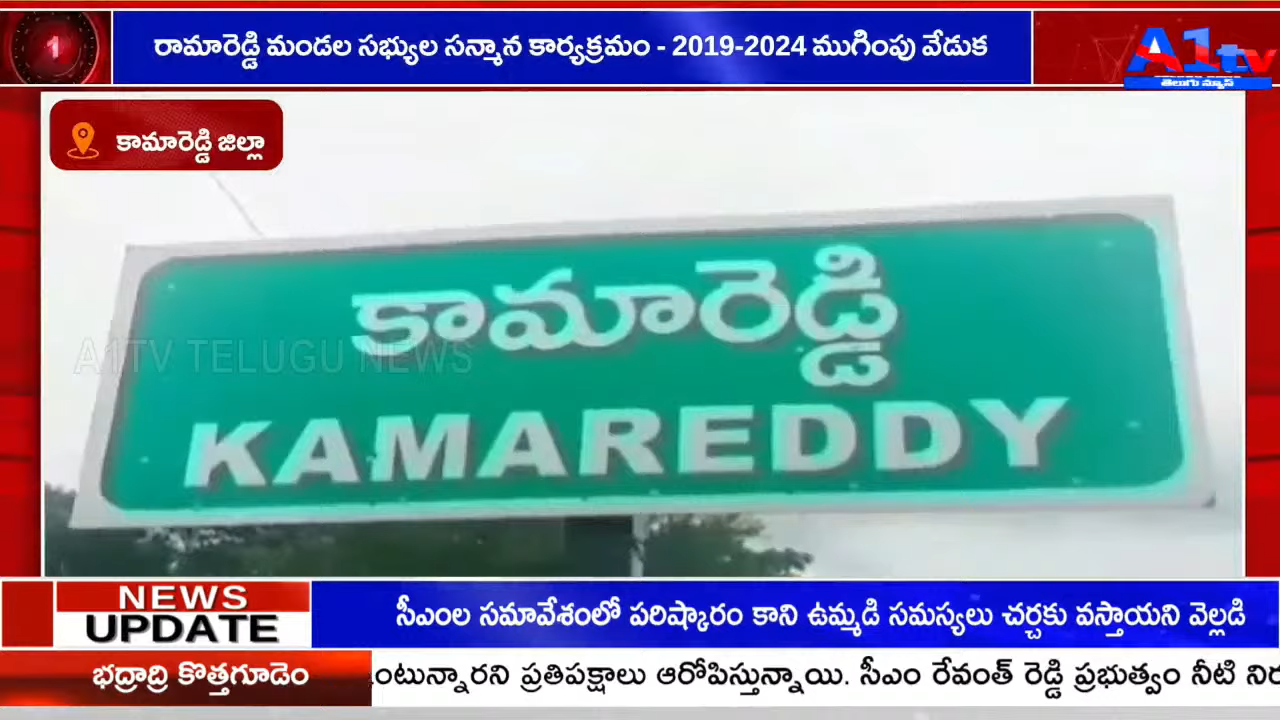 1
రామారెడ్డి మండల సభ్యుల సన్మాన కార్యక్రమం - 2019-2024 ముగింపు వేడుక
A1tv
తెలుగు న్యూస్
కామారెడ్డి జిల్లా
కామారెడ్డి
A1TV TELUGU NEWS
KAMAREDDY
NEWS
UPDATE
సీఎంల సమావేశంలో పరిష్కారం కాని ఉమ్మడి సమస్యలు చర్చకు వస్తాయని వెల్లడి
భద్రాద్రి కొత్తగూడెం
ప్రతిపక్షాలు ఆరోపిస్తున్నాయి. సీఎం రేవంత్ రెడ్డి ప్రభుత్వం నీటి